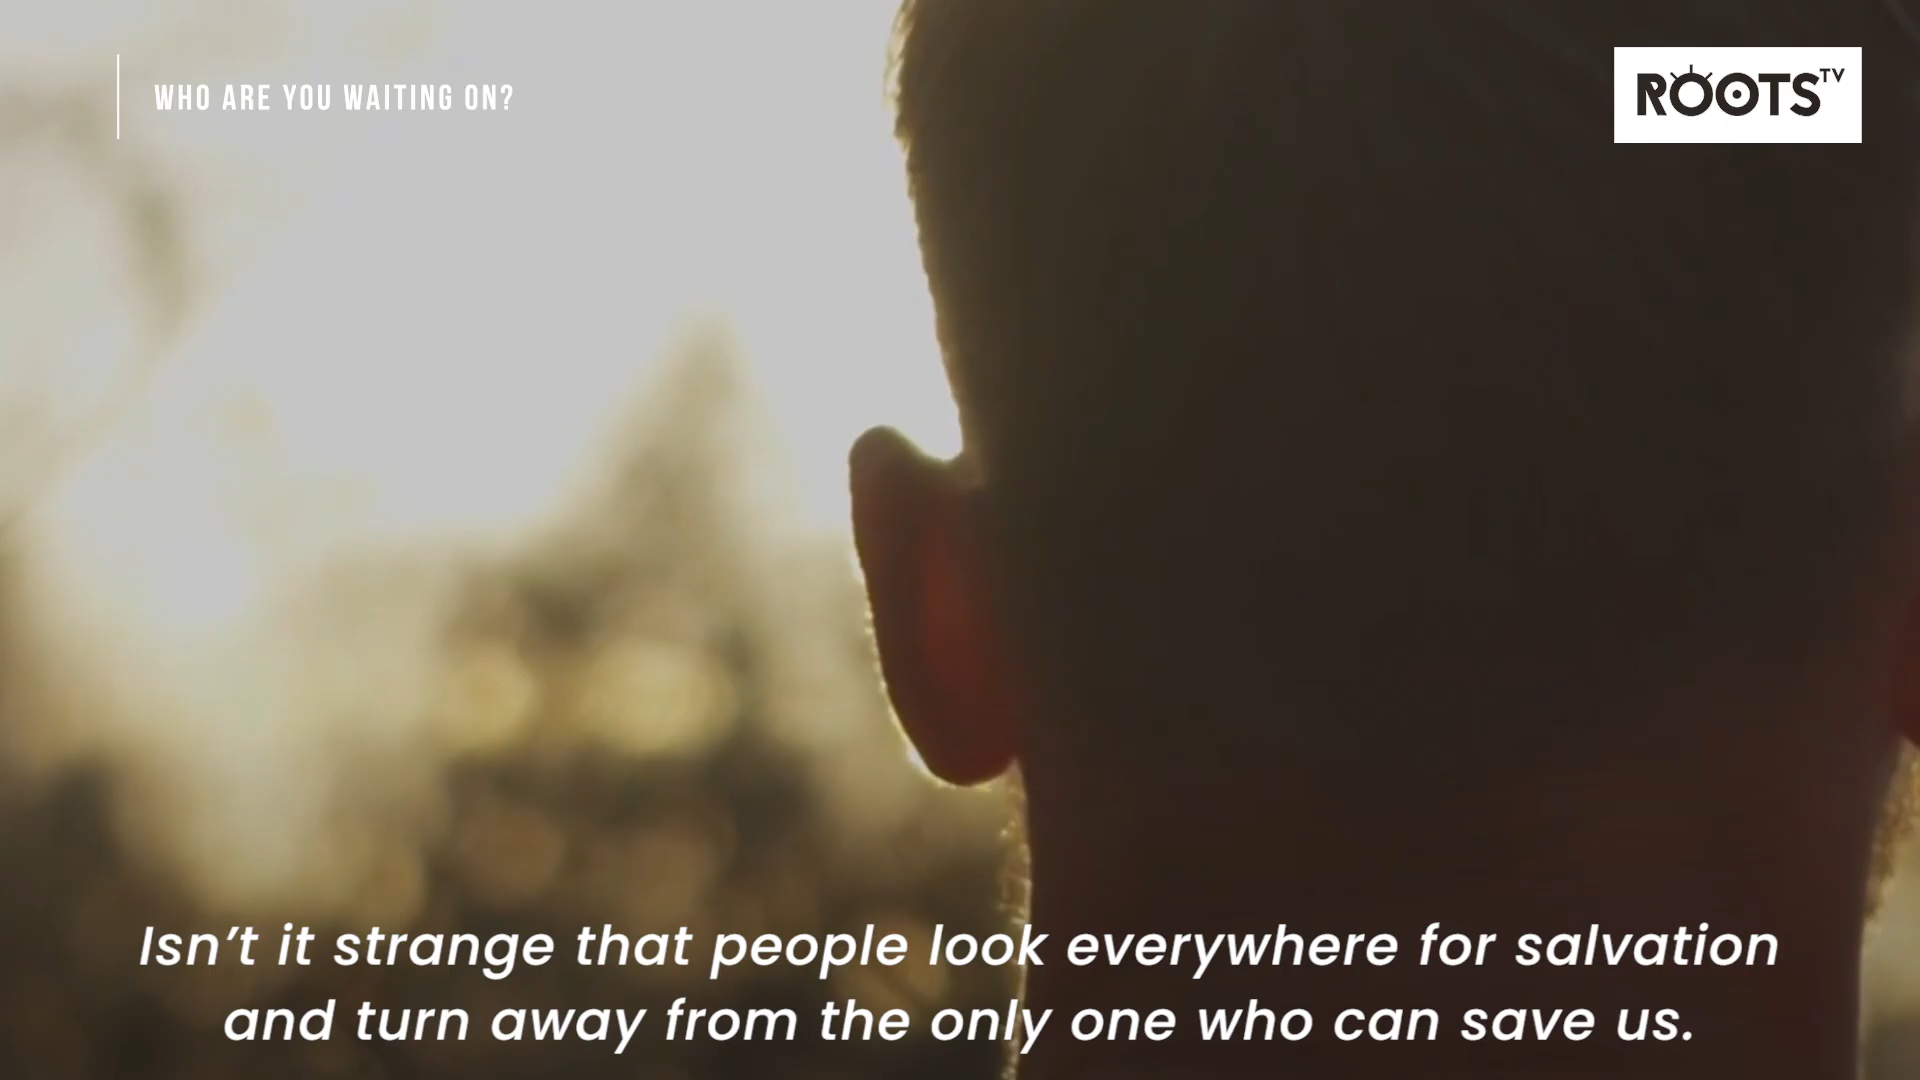 WHO ARE YOU WAITING ON?
ROOTS TV
Isn’t it strange that people look everywhere for salvation
and turn away from the only one who can save us.